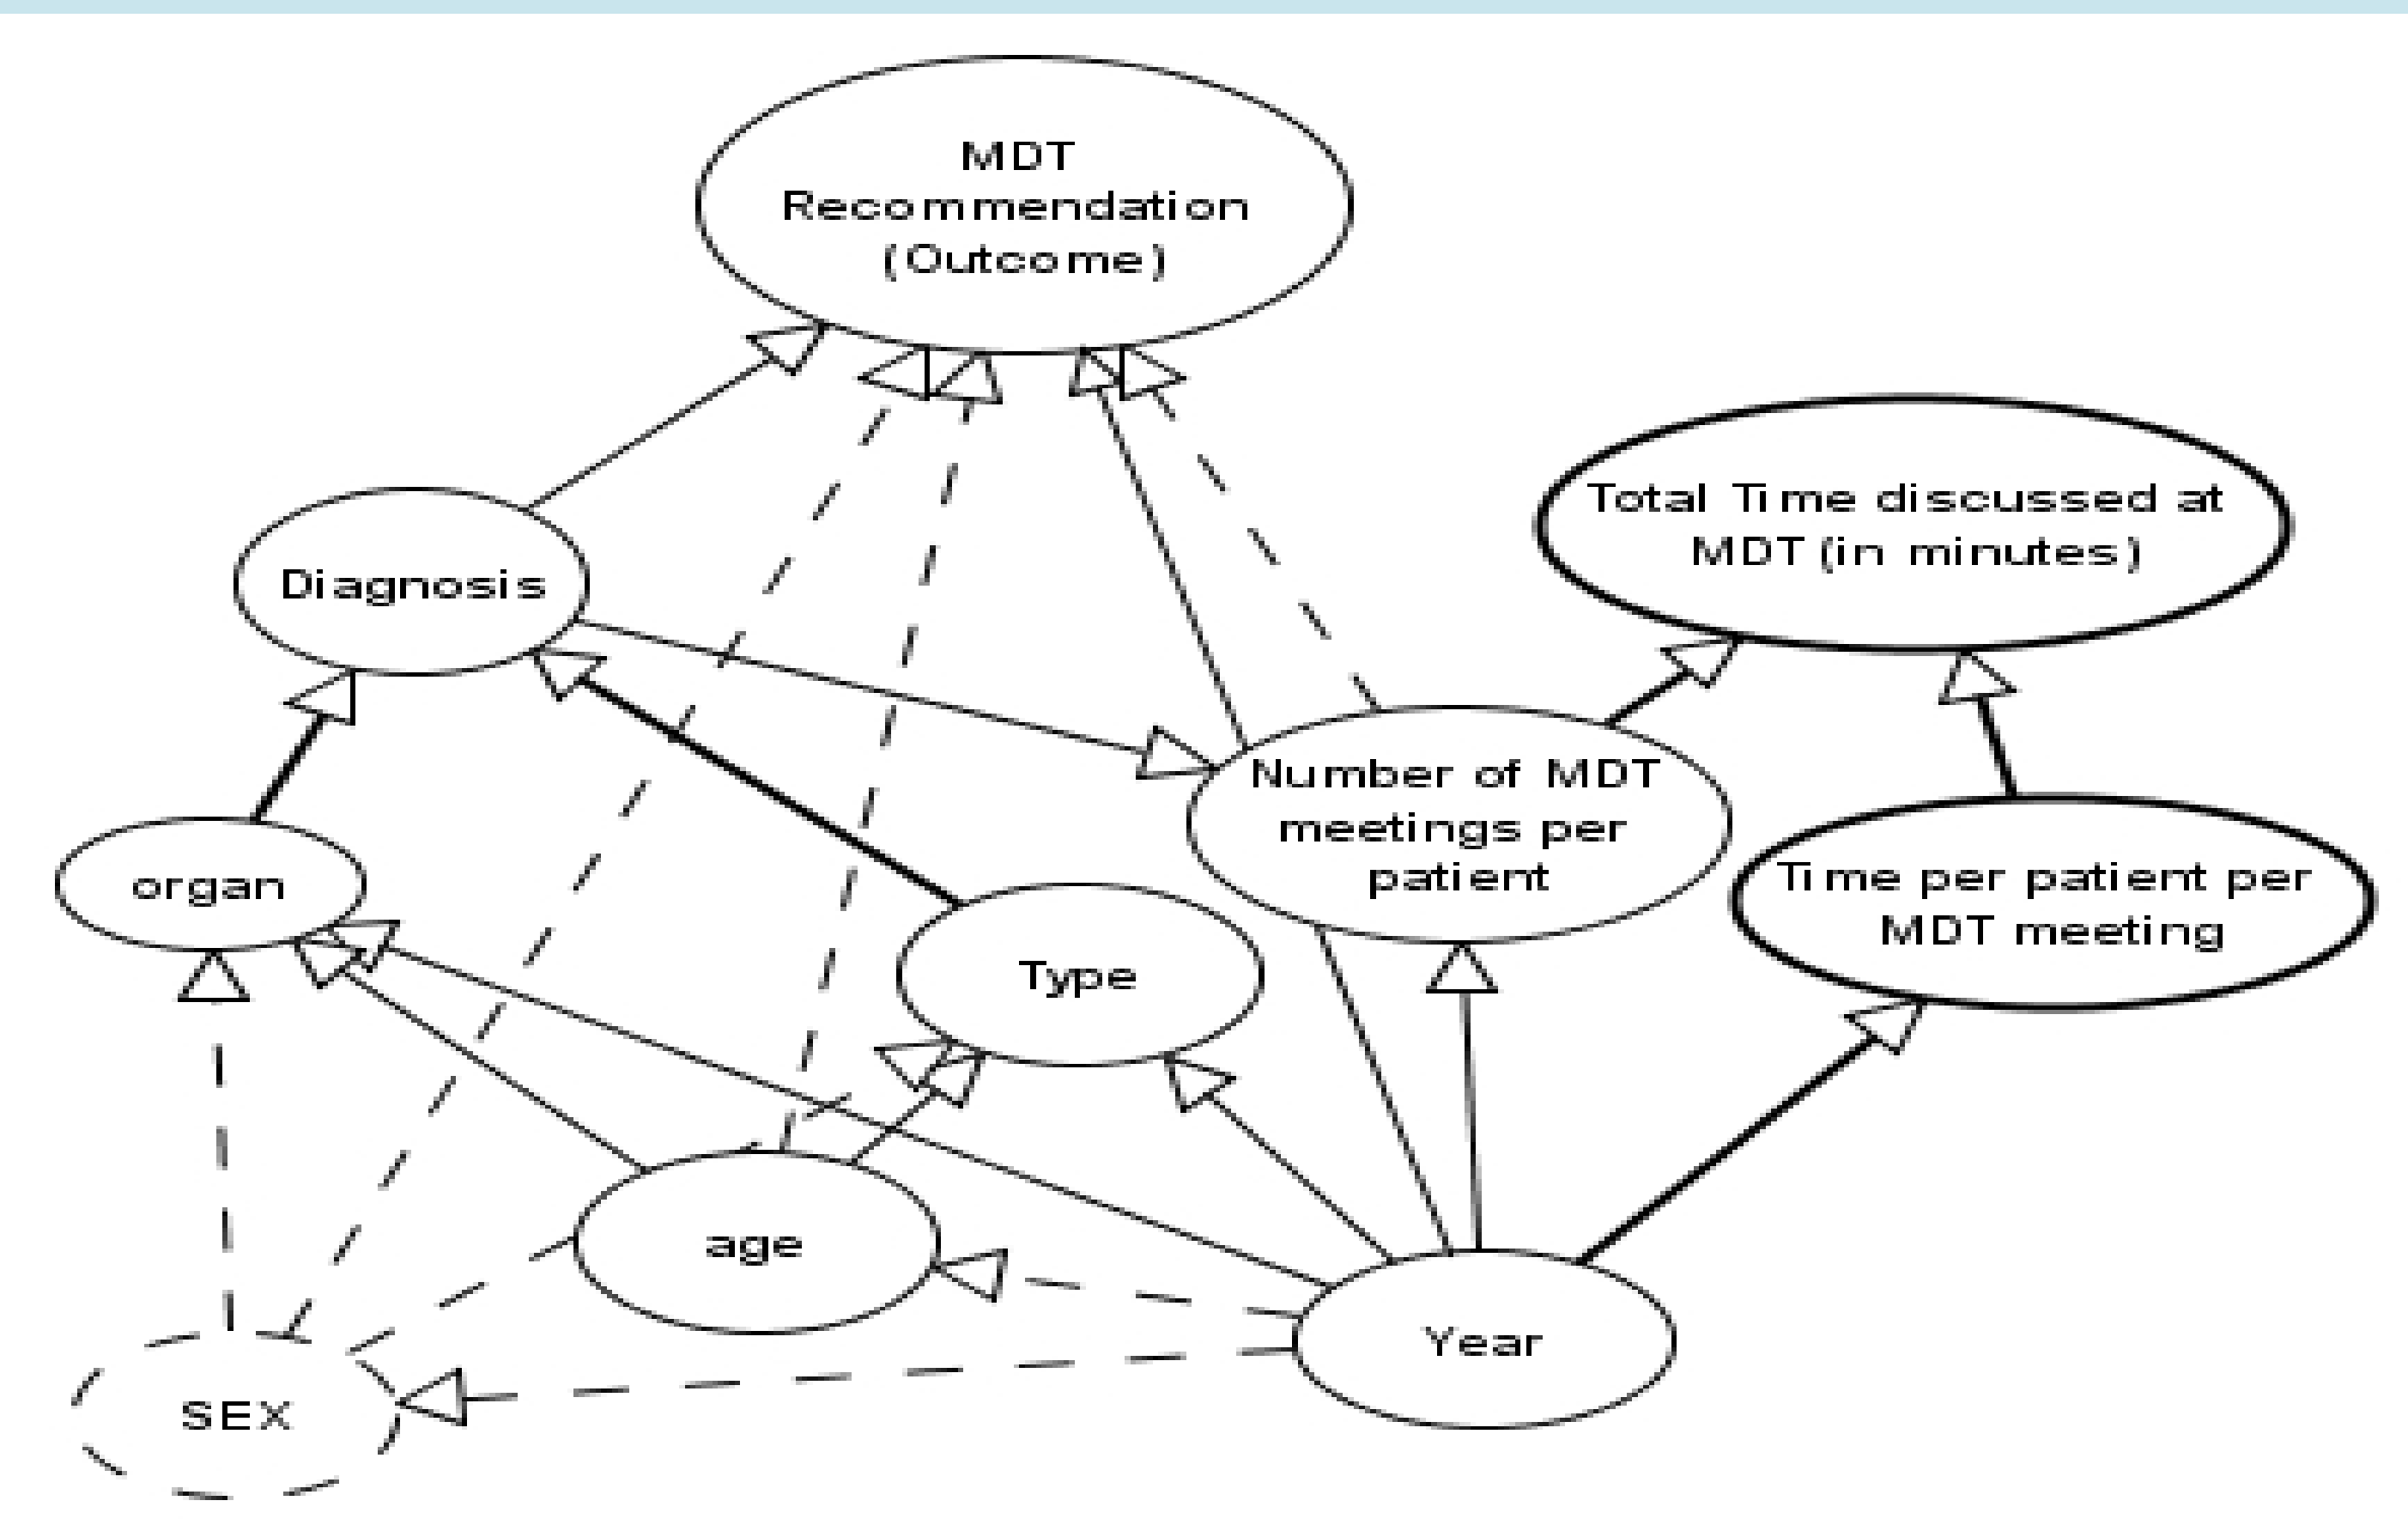 MDT
Recommendation
(Outcome)
Total Time discussed at
MDT (in minutes)
Diagnosis
Number of MDT
meetings per
patient
organ
Time per patient per
MDT meeting
Type
age
Year
SEX